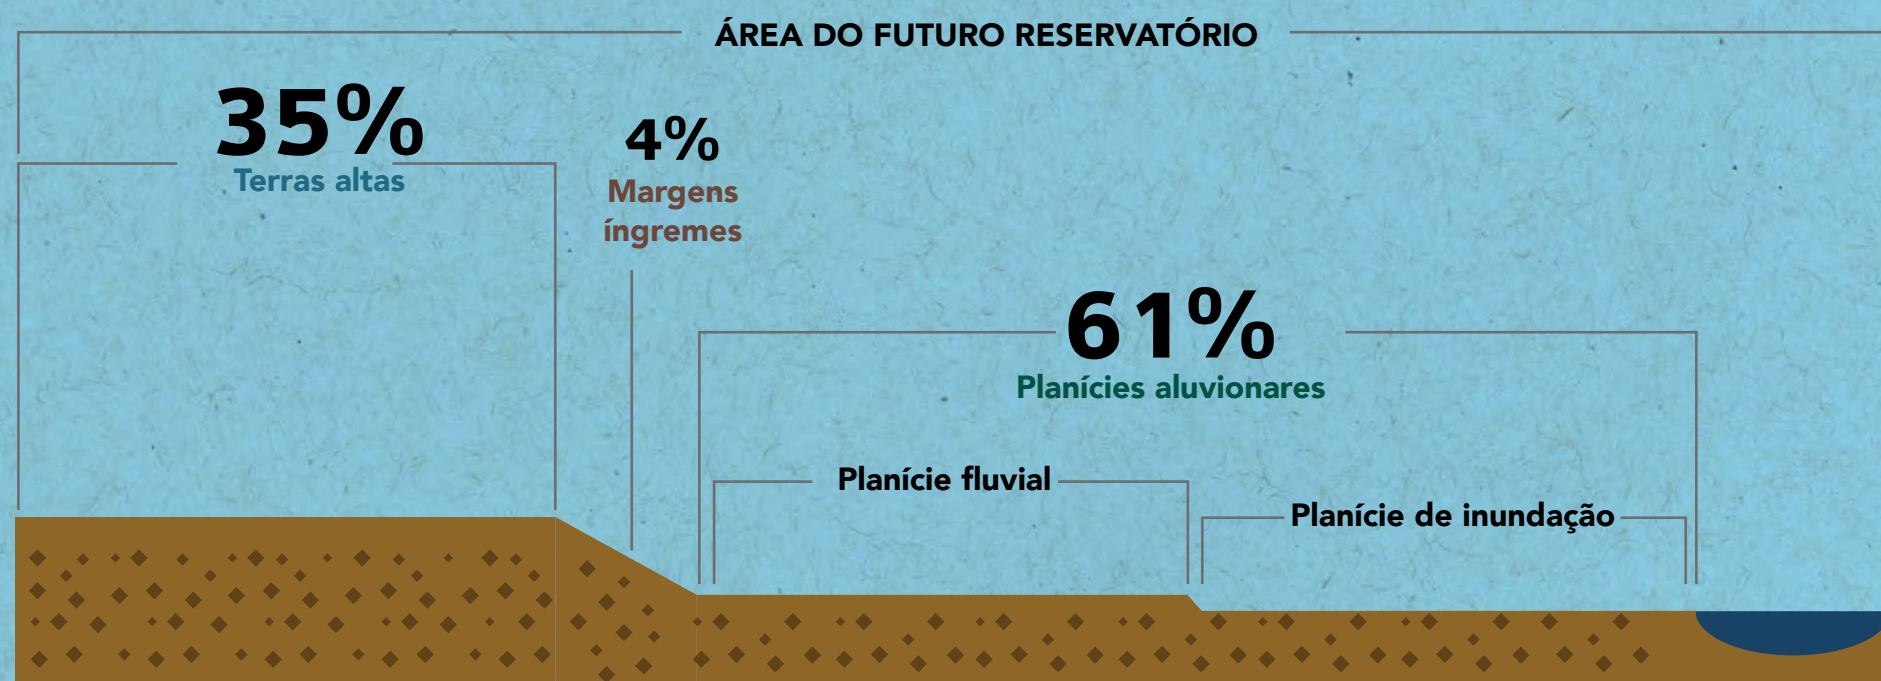 ÁREA DO FUTURO RESERVATÓRIO
35%
Terras altas
4%
Margens
íngremes
61%
Planícies aluvionares
Planície fluvial
Planície de inundação